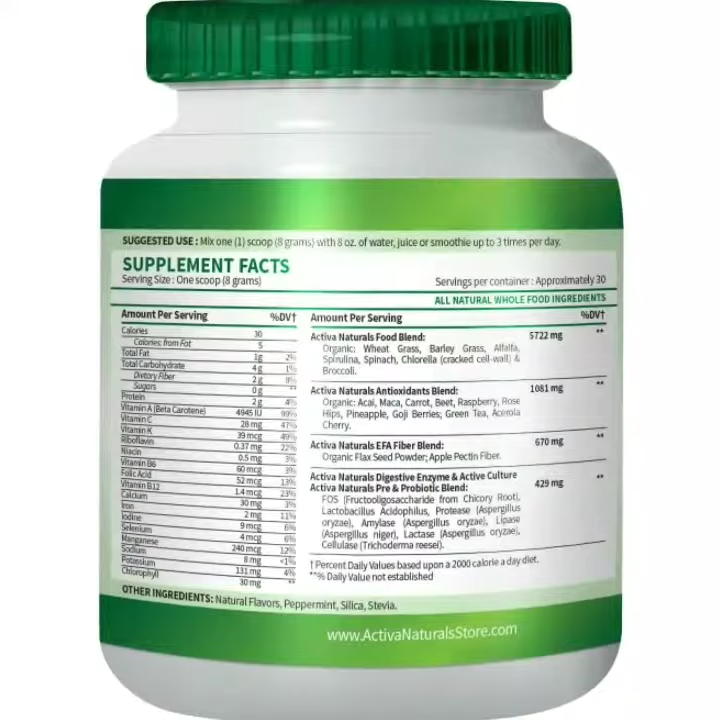 SUGGESTED USE : Mix one (1) scoop (8 grams) with 8 oz. of water, juice or smoothie up to 3 times per day.
SUPPLEMENT FACTS
Serving Size : One scoop (8 grams)
Servings per container : Approximately 30
ALL NATURAL WHOLE FOOD INGREDIENTS
Amount Per Serving %DV†
Calories 30
Calories from Fat 5
Total Fat 1g 2%
Total Carbohydrate 4 g 1%
Dietary Fiber 2 g 8%
Sugars 0 g **
Protein 2 g 4%
Vitamin A (Beta Carotene) 4945 IU 99%
Vitamin C 28 mg 47%
Vitamin K 39 mcg 49%
Riboflavin 0.37 mg 22%
Niacin 0.5 mg 3%
Vitamin B6 60 mcg 3%
Folic Acid 52 mcg 13%
Vitamin B12 1.4 mcg 23%
Calcium 30 mg 3%
Iron 2 mg 11%
Iodine 9 mcg 6%
Selenium 4 mcg 6%
Manganese 240 mcg 12%
Sodium 8 mg <1%
Potassium 131 mg 4%
Chlorophyll 30 mg **
Amount Per Serving %DV†
Activa Naturals Food Blend: 5722 mg **
Organic: Wheat Grass, Barley Grass, Alfalfa,
Spirulina, Spinach, Chlorella (cracked cell-wall) &
Broccoli.
Activa Naturals Antioxidants Blend: 1081 mg **
Organic: Acai, Maca, Carrot, Beet, Raspberry, Rose
Hips, Pineapple, Goji Berries; Green Tea, Acerola
Cherry.
Activa Naturals EFA Fiber Blend: 670 mg **
Organic Flax Seed Powder; Apple Pectin Fiber.
Activa Naturals Digestive Enzyme & Active Culture
Activa Naturals Pre & Probiotic Blend: 429 mg **
FOS (Fructooligosaccharide from Chicory Root),
Lactobacillus Acidophilus, Protease (Aspergillus
oryzae), Amylase (Aspergillus oryzae), Lipase
(Aspergillus niger), Lactase (Aspergillus oryzae),
Cellulase (Trichoderma reesei).
† Percent Daily Values based upon a 2000 calorie a day diet.
**% Daily Value not established
OTHER INGREDIENTS: Natural Flavors, Peppermint, Silica, Stevia.
www.ActivaNaturalsStore.com